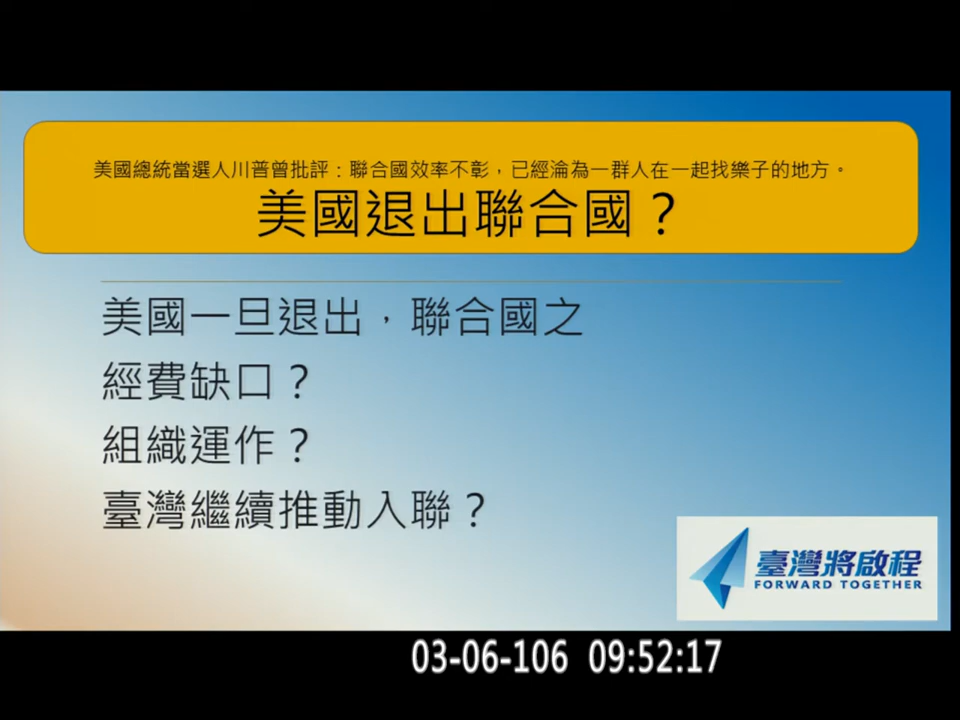 美國總統當選人川普曾批評：聯合國效率不彰，已經淪為一群人在一起找樂子的地方。
美國退出聯合國？
美國一旦退出，聯合國之
經費缺口？
組織運作？
臺灣繼續推動入聯？
臺灣將啟程
FORWARD TOGETHER
03-06-106 09:52:17